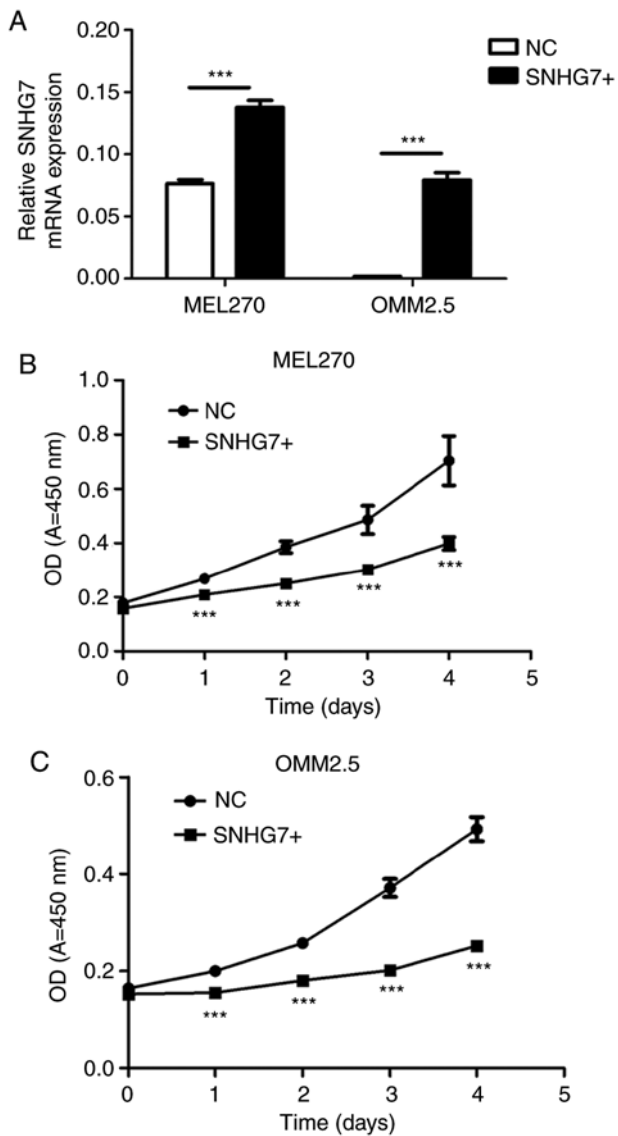 A
Relative SNHG7
mRNA expression
0.20
0.15
0.10
0.05
0.00
***
***
NC
SNHG7+
MEL270
OMM2.5
B
MEL270
OD (A=450 nm)
1.0
0.8
0.6
0.4
0.2
0.0
NC
SNHG7+
***
***
***
***
0 1 2 3 4 5
Time (days)
C
OMM2.5
OD (A=450 nm)
0.6
0.4
0.2
0.0
NC
SNHG7+
***
***
***
***
0 1 2 3 4 5
Time (days)